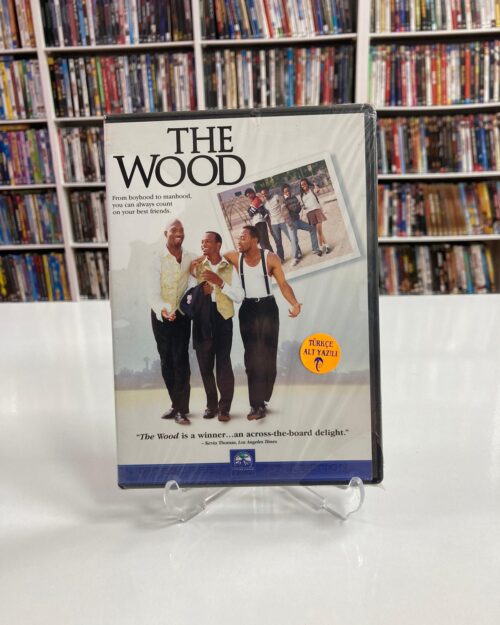 THE
WOOD
From boyhood to manhood,
you can always count
on your best friends.
TÜRKÇE
ALT YAZILI
"The Wood is a winner...an across-the-board delight."
– Kevin Thomas, Los Angeles Times